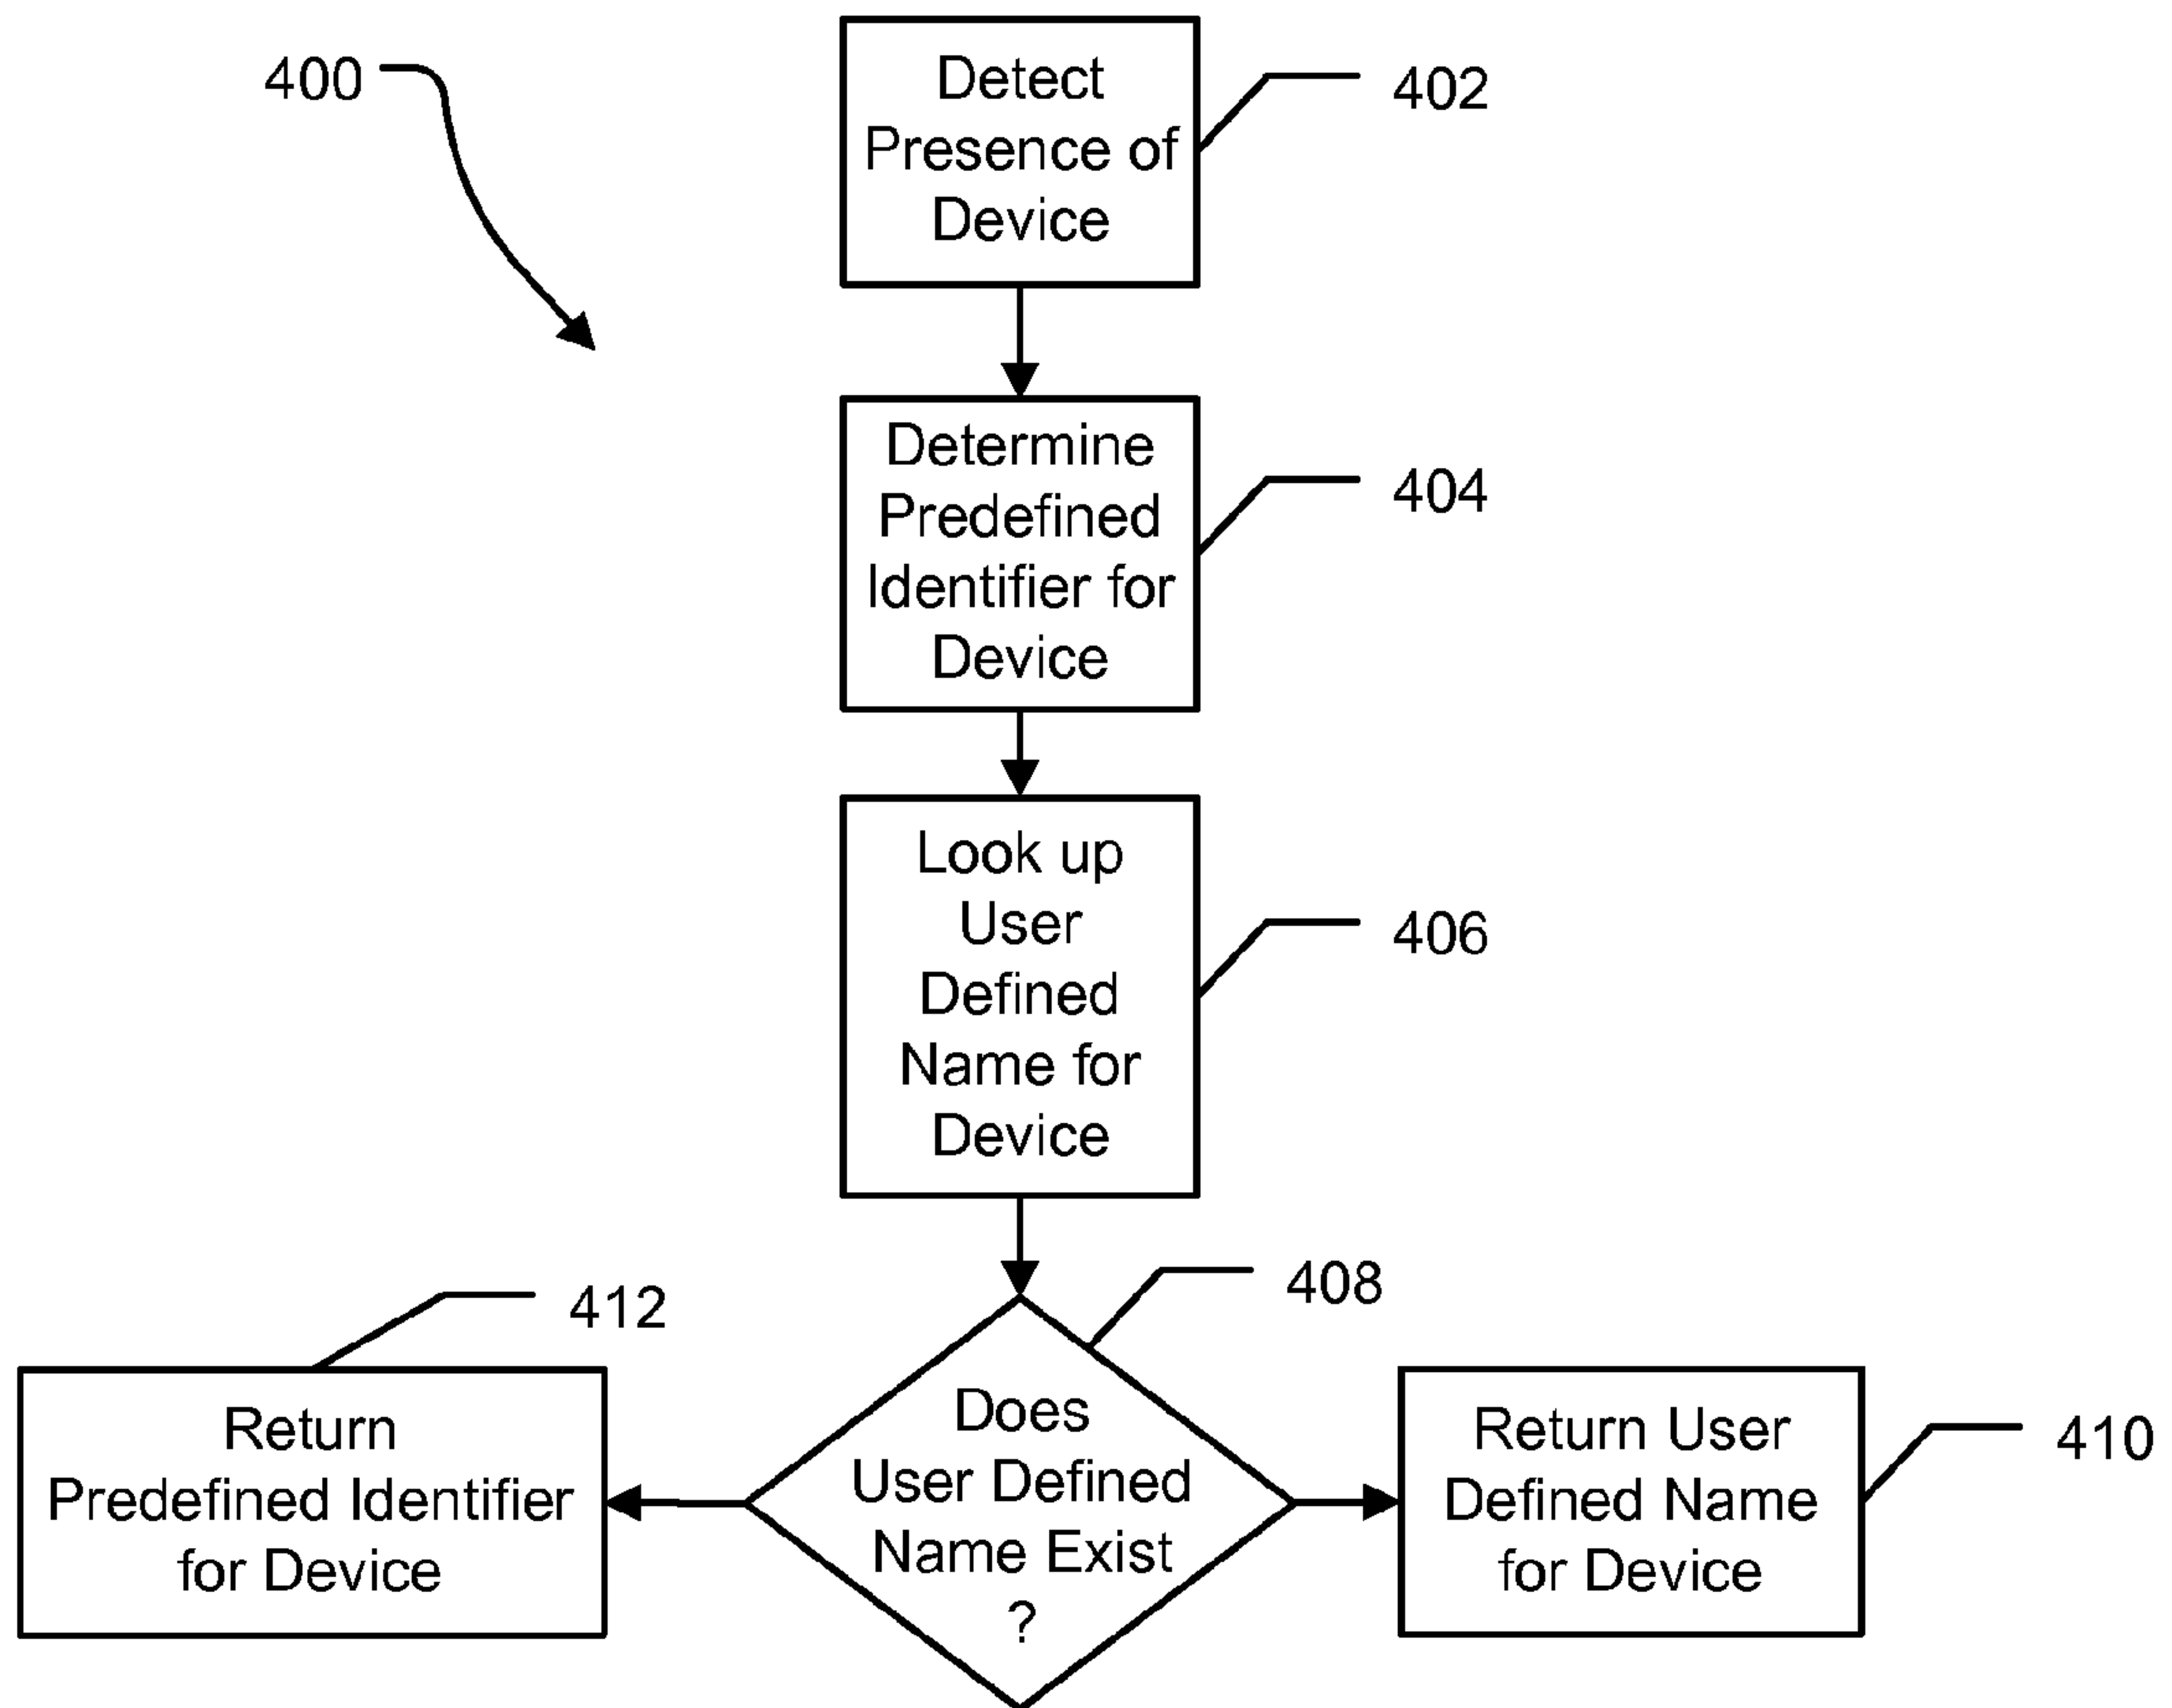 400
Detect
Presence of
Device
402
Determine
Predefined
Identifier for
Device
404
Look up
User
Defined
Name for
Device
406
408
412
Return
Predefined Identifier
for Device
Does
User Defined
Name Exist
?
Return User
Defined Name
for Device
410